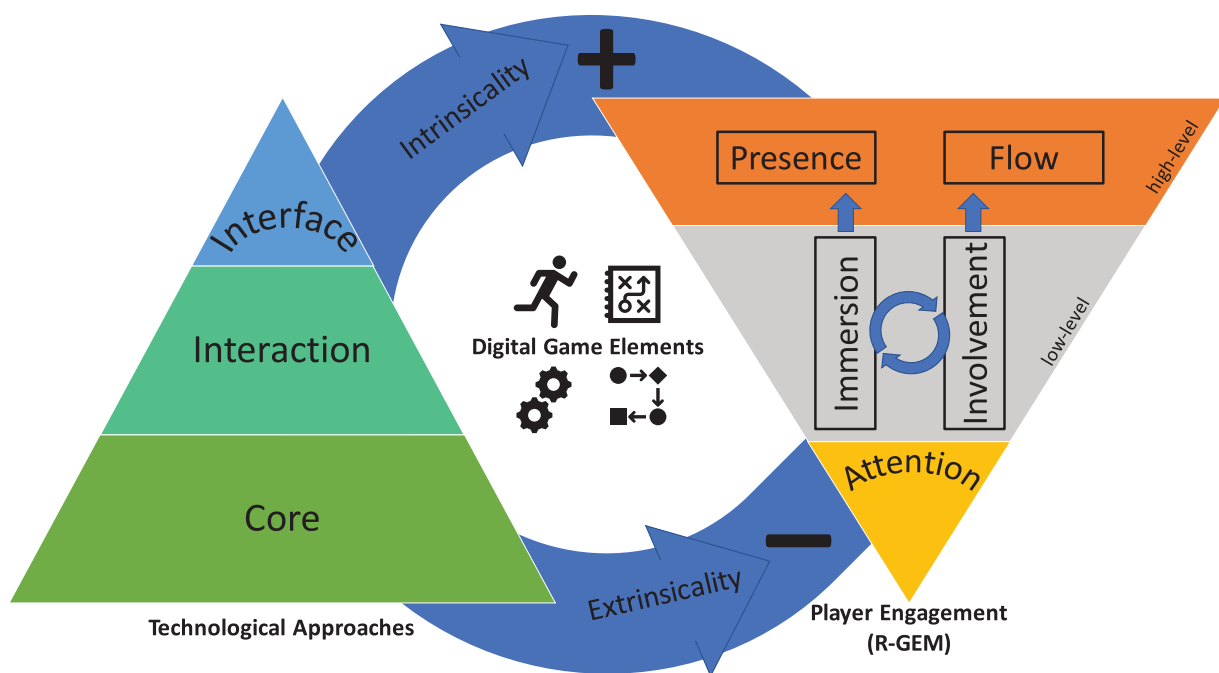 Intrinsicality
+
Presence
Flow
high-level
Interface
Immersion
Involvement
low-level
Interaction
Digital Game Elements
Attention
Core
Extrinsicality
−
Technological Approaches
Player Engagement
(R-GEM)